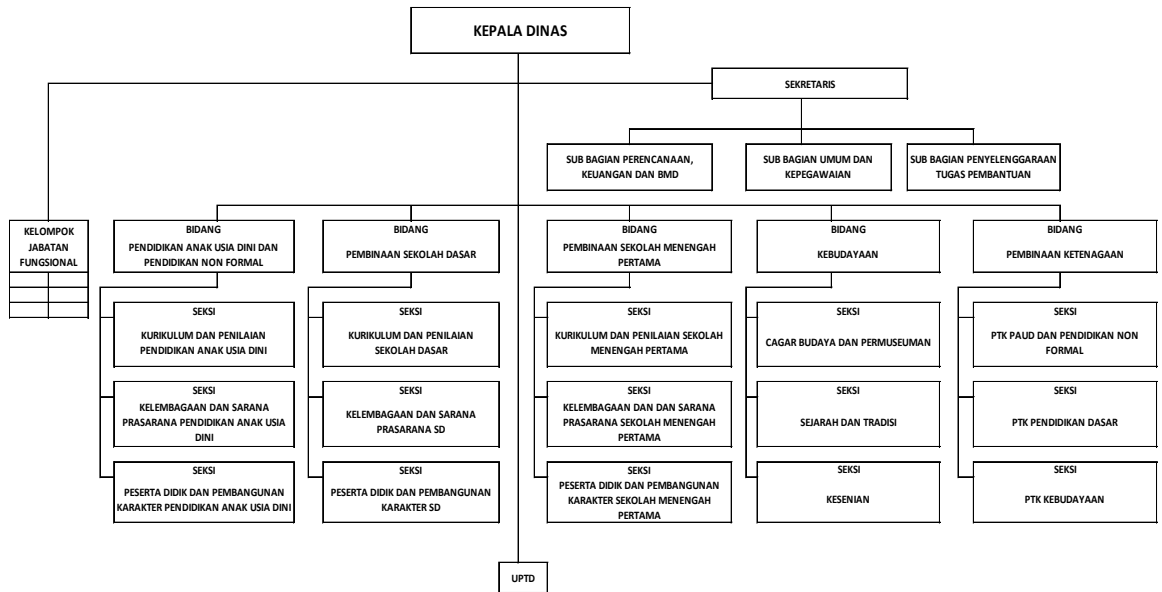 KEPALA DINAS
SEKRETARIS
SUB BAGIAN PERENCANAAN,
KEUANGAN DAN BMD
SUB BAGIAN UMUM DAN
KEPEGAWAIAN
SUB BAGIAN PENYELENGGARAAN
TUGAS PEMBANTUAN
KELOMPOK
JABATAN
FUNGSIONAL
BIDANG
PENDIDIKAN ANAK USIA DINI DAN
PENDIDIKAN NON FORMAL
BIDANG
PEMBINAAN SEKOLAH DASAR
BIDANG
PEMBINAAN SEKOLAH MENENGAH
PERTAMA
BIDANG
KEBUDAYAAN
BIDANG
PEMBINAAN KETENAGAAN
SEKSI
KURIKULUM DAN PENILAIAN
PENDIDIKAN ANAK USIA DINI
SEKSI
KURIKULUM DAN PENILAIAN
SEKOLAH DASAR
SEKSI
KURIKULUM DAN PENILAIAN SEKOLAH
MENENGAH PERTAMA
SEKSI
CAGAR BUDAYA DAN PERMUSEUMAN
SEKSI
PTK PAUD DAN PENDIDIKAN NON
FORMAL
SEKSI
KELEMBAGAAN DAN SARANA
PRASARANA PENDIDIKAN ANAK USIA
DINI
SEKSI
KELEMBAGAAN DAN SARANA
PRASARANA SD
SEKSI
KELEMBAGAAN DAN DAN SARANA
PRASARANA SEKOLAH MENENGAH
PERTAMA
SEKSI
SEJARAH DAN TRADISI
SEKSI
PTK PENDIDIKAN DASAR
SEKSI
PESERTA DIDIK DAN PEMBANGUNAN
KARAKTER PENDIDIKAN ANAK USIA DINI
SEKSI
PESERTA DIDIK DAN PEMBANGUNAN
KARAKTER SD
SEKSI
PESERTA DIDIK DAN PEMBANGUNAN
KARAKTER SEKOLAH MENENGAH
PERTAMA
SEKSI
KESENIAN
SEKSI
PTK KEBUDAYAAN
UPTD